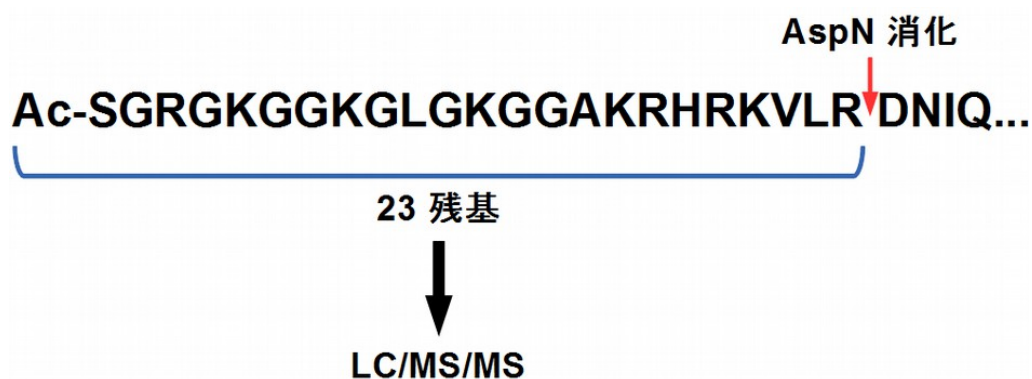 AspN 消化
Ac-SGRGKGGKGLGKGGAKRHRKVLR DNIQ...
23 残基
LC/MS/MS